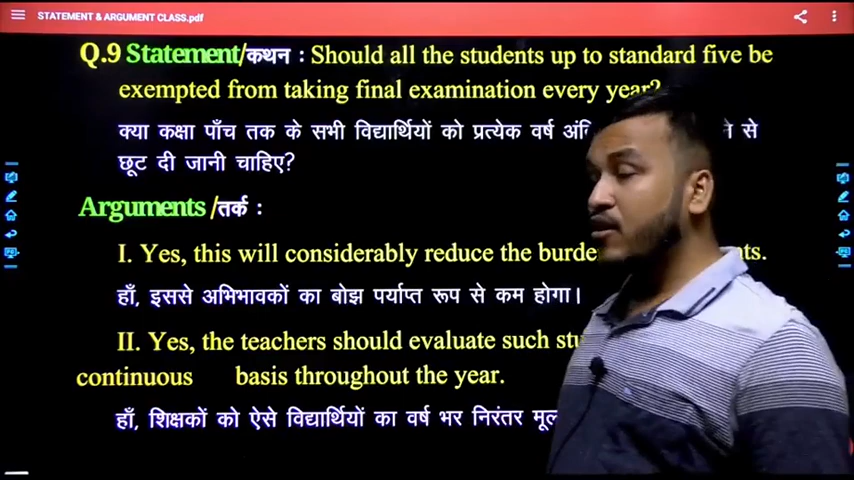 STATEMENT & ARGUMENT CLASS.pdf
Q.9 Statement/कथन : Should all the students up to standard five be
exempted from taking final examination every year?
क्या कक्षा पाँच तक के सभी विद्यार्थियों को प्रत्येक वर्ष से
छूट दी जानी चाहिए?
Arguments /तर्क :
I. Yes, this will considerably reduce the
हाँ, इससे अभिभावकों का बोझ पर्याप्त रूप से कम होगा।
II. Yes, the teachers should evaluate such
continuous basis throughout the year.
हाँ, शिक्षकों को ऐसे विद्यार्थियों का वर्ष भर निरंतर